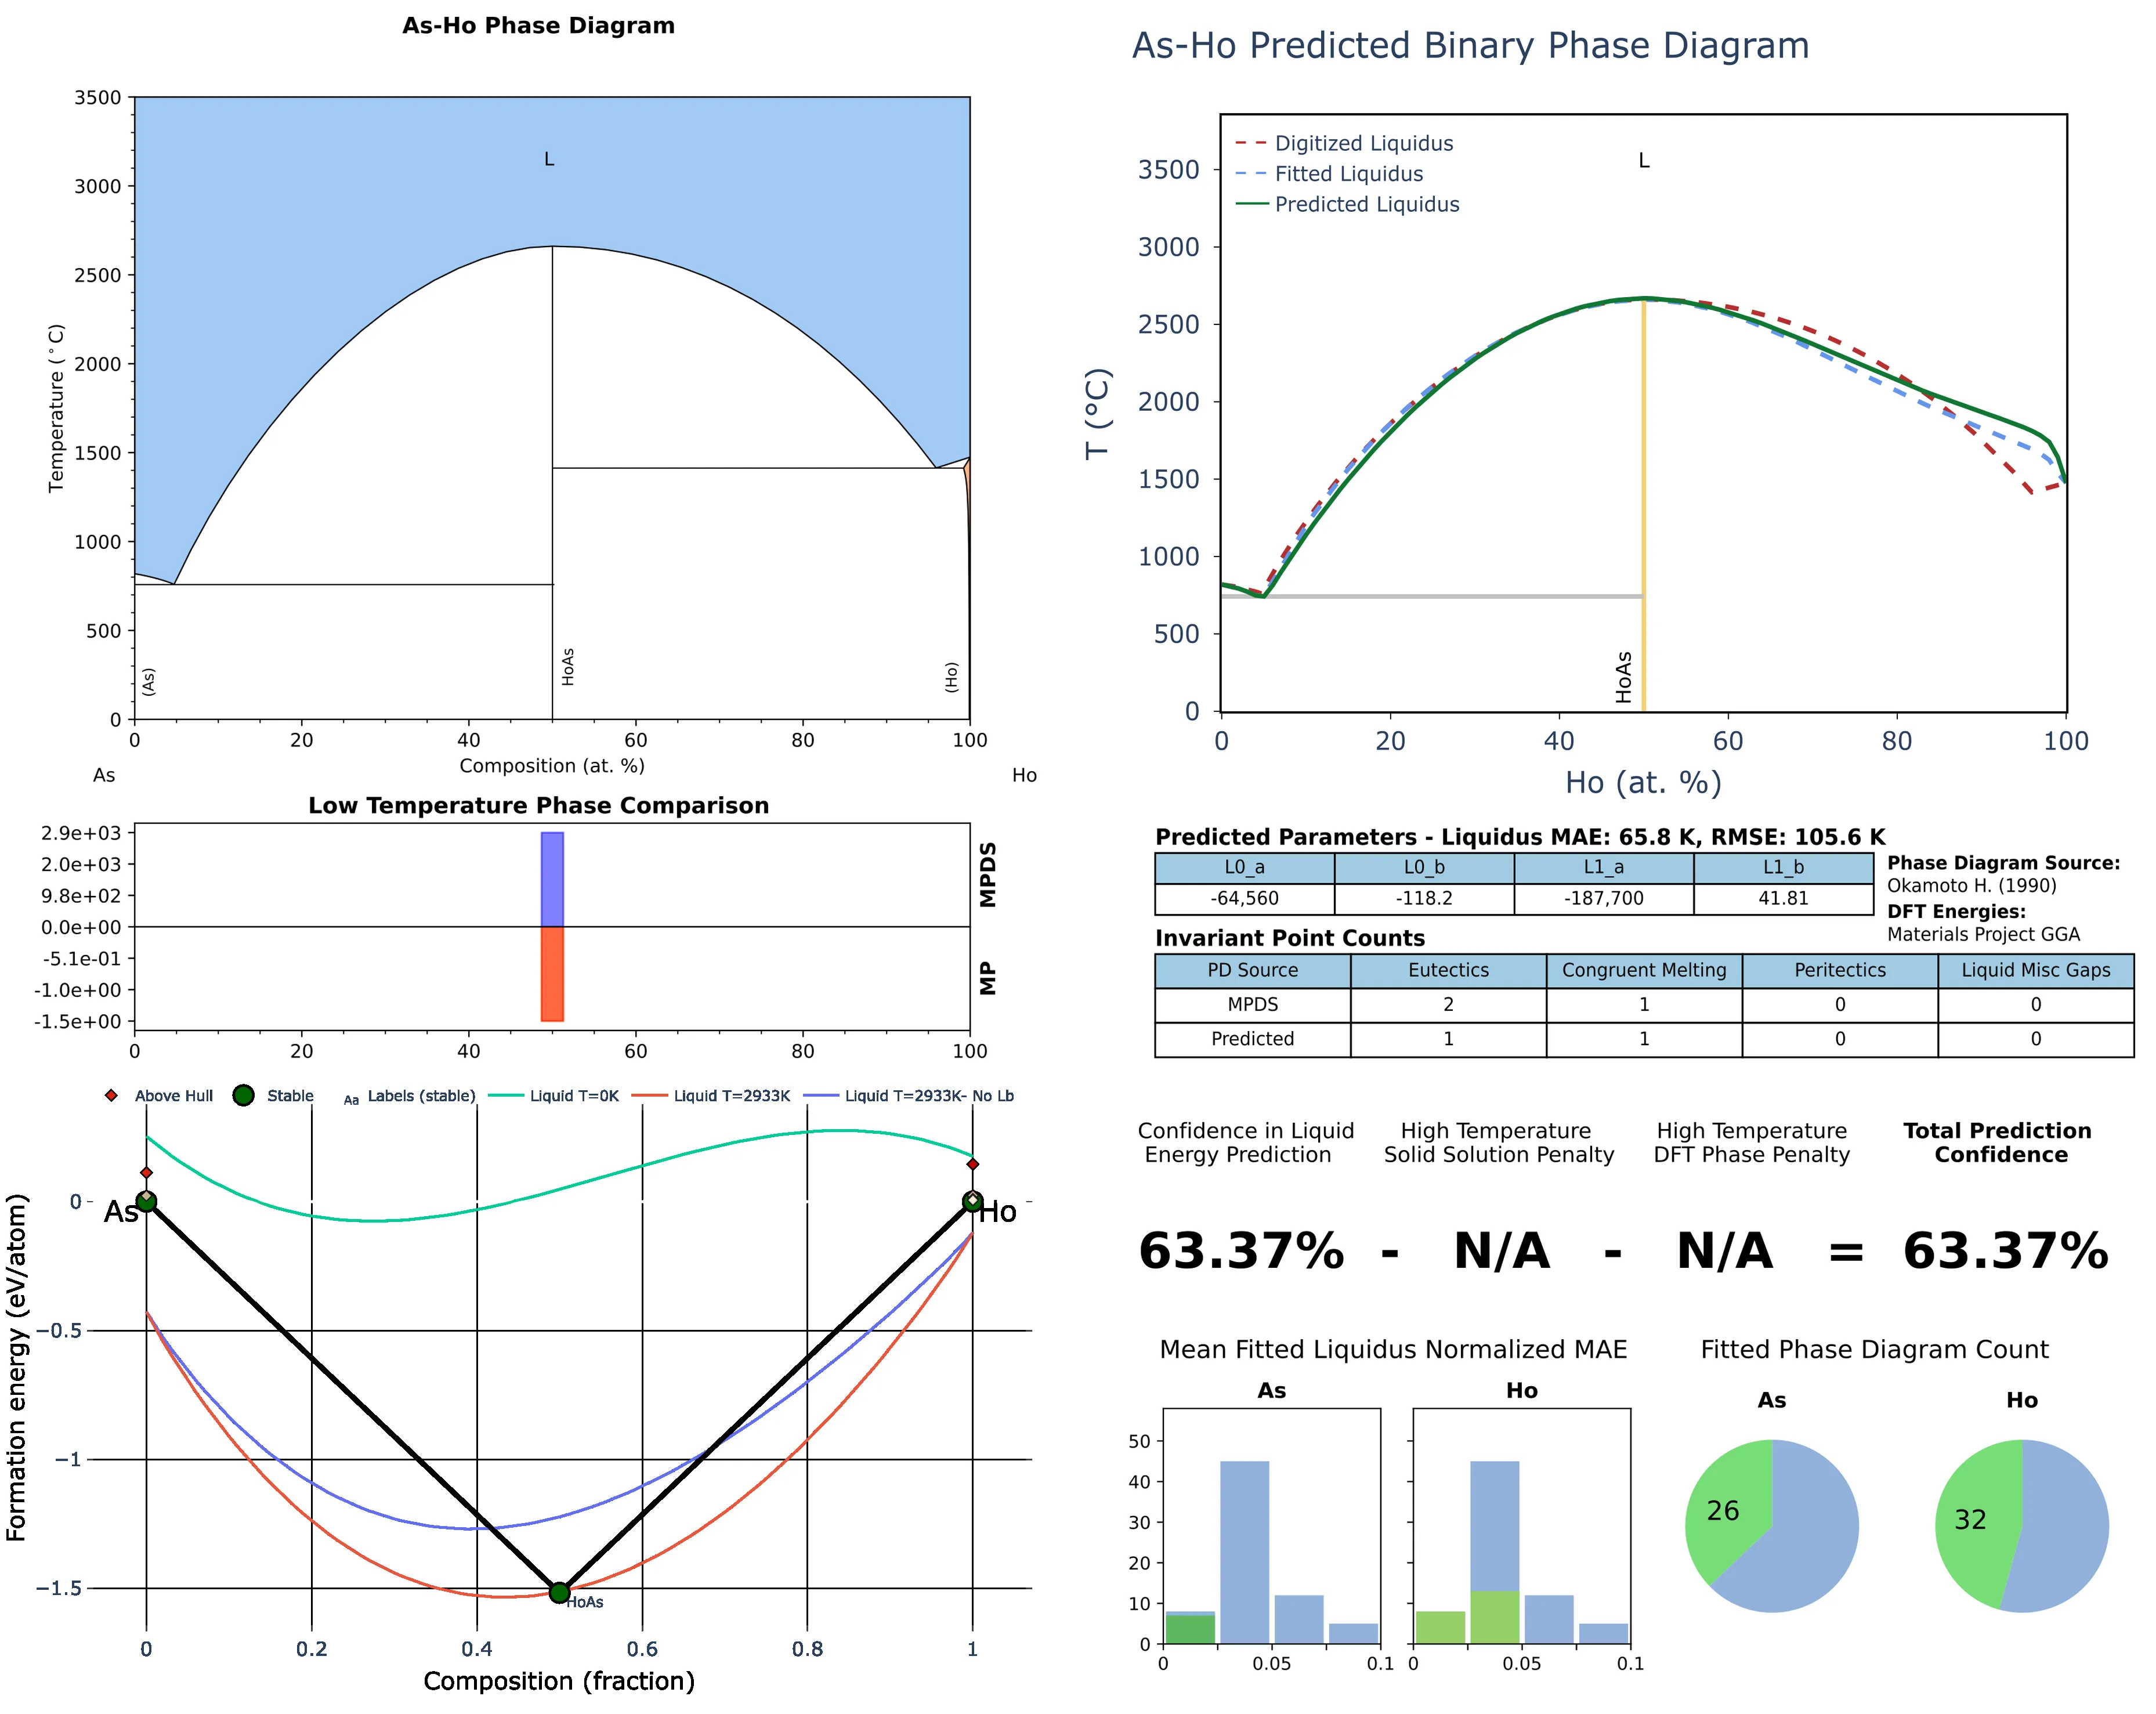 As-Ho Phase Diagram
3500
3000
2500
2000
1500
1000
500
0
Temperature (°C)
L
(As)
HoAs
(Ho)
0 20 40 60 80 100
Composition (at. %)
As
Ho
Low Temperature Phase Comparison
2.9e+03
2.0e+03
9.8e+02
0.0e+00
-5.1e-01
-1.0e+00
-1.5e+00
MPDS
MP
0 20 40 60 80 100
Above Hull Stable Aa Labels (stable) Liquid T=0K Liquid T=2933K Liquid T=2933K- No Lb
0
−0.5
−1
−1.5
Formation energy (eV/atom)
As
Ho
HoAs
0 0.2 0.4 0.6 0.8 1
Composition (fraction)
As-Ho Predicted Binary Phase Diagram
Digitized Liquidus
Fitted Liquidus
Predicted Liquidus
L
3500
3000
2500
2000
1500
1000
500
0
T (°C)
HoAs
0 20 40 60 80 100
Ho (at. %)
Predicted Parameters - Liquidus MAE: 65.8 K, RMSE: 105.6 K
L0_a L0_b L1_a L1_b
-64,560 -118.2 -187,700 41.81
Phase Diagram Source:
Okamoto H. (1990)
DFT Energies:
Materials Project GGA
Invariant Point Counts
PD Source Eutectics Congruent Melting Peritectics Liquid Misc Gaps
MPDS 2 1 0 0
Predicted 1 1 0 0
Confidence in Liquid
Energy Prediction
High Temperature
Solid Solution Penalty
High Temperature
DFT Phase Penalty
Total Prediction
Confidence
63.37% - N/A - N/A = 63.37%
Mean Fitted Liquidus Normalized MAE
As
Ho
50
40
30
20
10
0
0 0.05 0.1
0 0.05 0.1
Fitted Phase Diagram Count
As
Ho
26
32